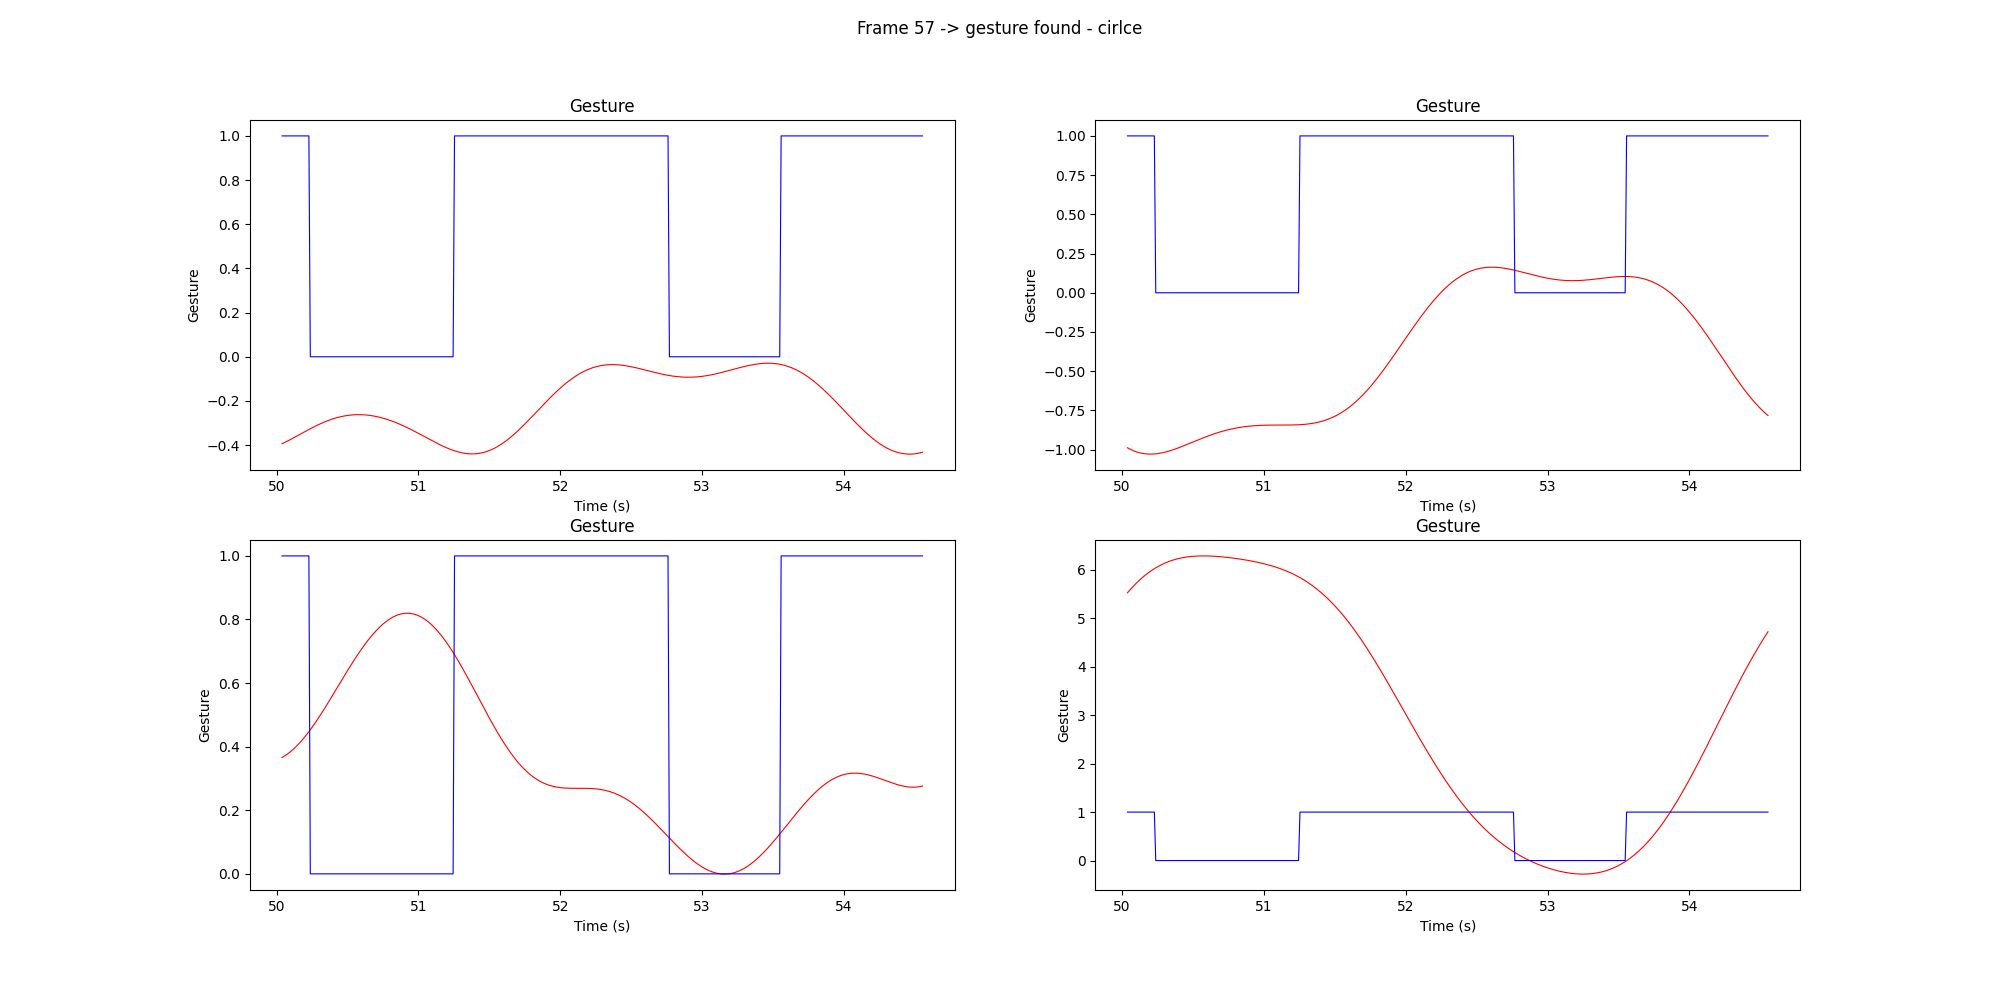 Frame 57 -> gesture found - cirlce
Gesture
1.0
0.8
0.6
0.4
0.2
0.0
−0.2
−0.4
Gesture
50 51 52 53 54
Time (s)
Gesture
1.00
0.75
0.50
0.25
0.00
−0.25
−0.50
−0.75
−1.00
Gesture
50 51 52 53 54
Time (s)
Gesture
1.0
0.8
0.6
0.4
0.2
0.0
Gesture
50 51 52 53 54
Time (s)
Gesture
6
5
4
3
2
1
0
Gesture
50 51 52 53 54
Time (s)